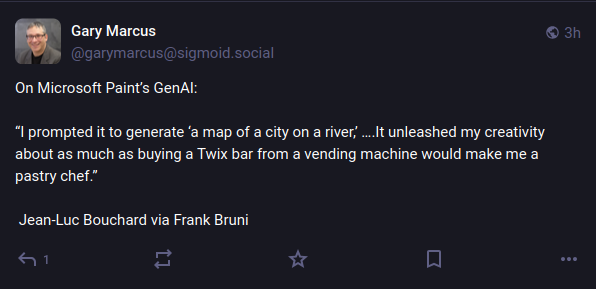 Gary Marcus
3h
@garymarcus@sigmoid.social
On Microsoft Paint’s GenAI:
“I prompted it to generate ‘a map of a city on a river,’ ….It unleashed my creativity
about as much as buying a Twix bar from a vending machine would make me a
pastry chef.”
Jean-Luc Bouchard via Frank Bruni
1